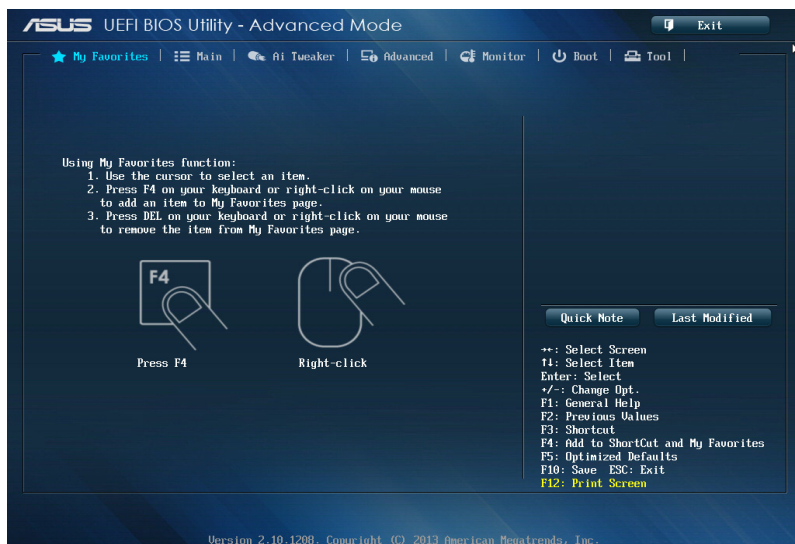 ASUS UEFI BIOS Utility - Advanced Mode
Exit
My Favorites | Main | Ai Tweaker | Advanced | Monitor | Boot | Tool |
Using My Favorites function:
1. Use the cursor to select an item.
2. Press F4 on your keyboard or right-click on your mouse
to add an item to My Favorites page.
3. Press DEL on your keyboard or right-click on your mouse
to remove the item from My Favorites page.
F4
Press F4
Right-click
Quick Note
Last Modified
→←: Select Screen
↑↓: Select Item
Enter: Select
+/-: Change Opt.
F1: General Help
F2: Previous Values
F3: Shortcut
F4: Add to ShortCut and My Favorites
F5: Optimized Defaults
F10: Save ESC: Exit
F12: Print Screen
Version 2.10.1208. Copyright (C) 2013 American Megatrends, Inc.